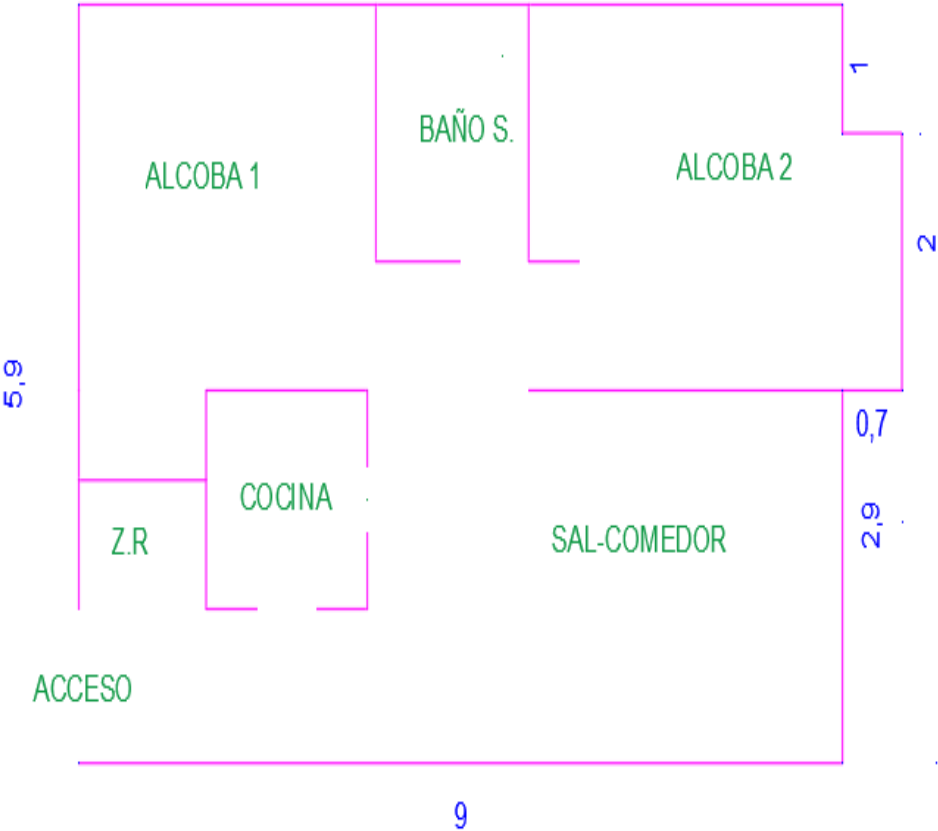 1
BAÑO S.
ALCOBA 1
ALCOBA 2
2
5,9
0,7
COCINA
2,9
Z.R
SAL-COMEDOR
ACCESO
9